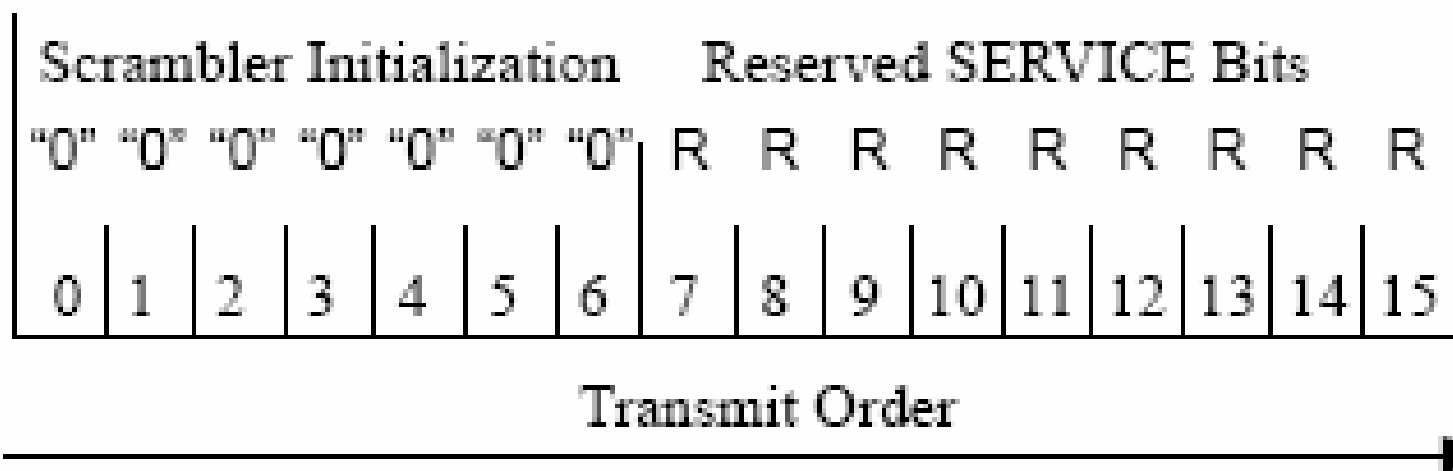 Scrambler Initialization Reserved SERVICE Bits
“0” “0” “0” “0” “0” “0” “0” R R R R R R R R R
0 1 2 3 4 5 6 7 8 9 10 11 12 13 14 15
Transmit Order